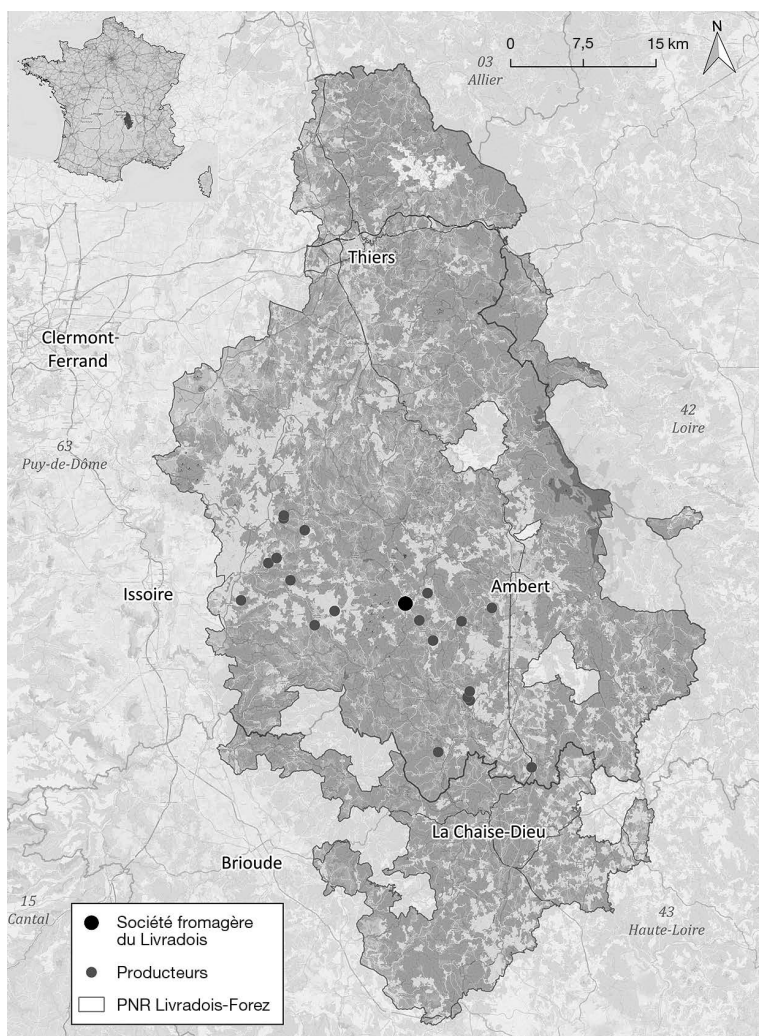 N
0 7,5 15 km
03
Allier
Thiers
Clermont-
Ferrand
42
Loire
63
Puy-de-Dôme
Issoire
Ambert
La Chaise-Dieu
Brioude
15
Cantal
43
Haute-Loire
Société fromagère
du Livradois
Producteurs
PNR Livradois-Forez